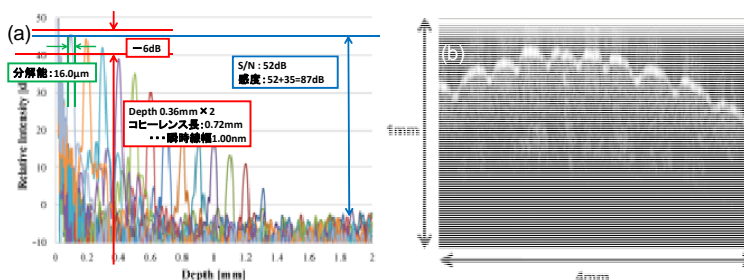 (a)
50
40
30
20
10
0
-10
Relative Intensity [d
0
0.2
0.4
0.6
0.8
1
1.2
1.4
1.6
1.8
2
Depth [mm]
-6dB
分解能:16.0μm
S/N : 52dB
感度: 52+35=87dB
Depth 0.36mm×2
コヒーレンス長:0.72mm
・・・瞬時線幅1.00nm
(b)
1mm
4mm